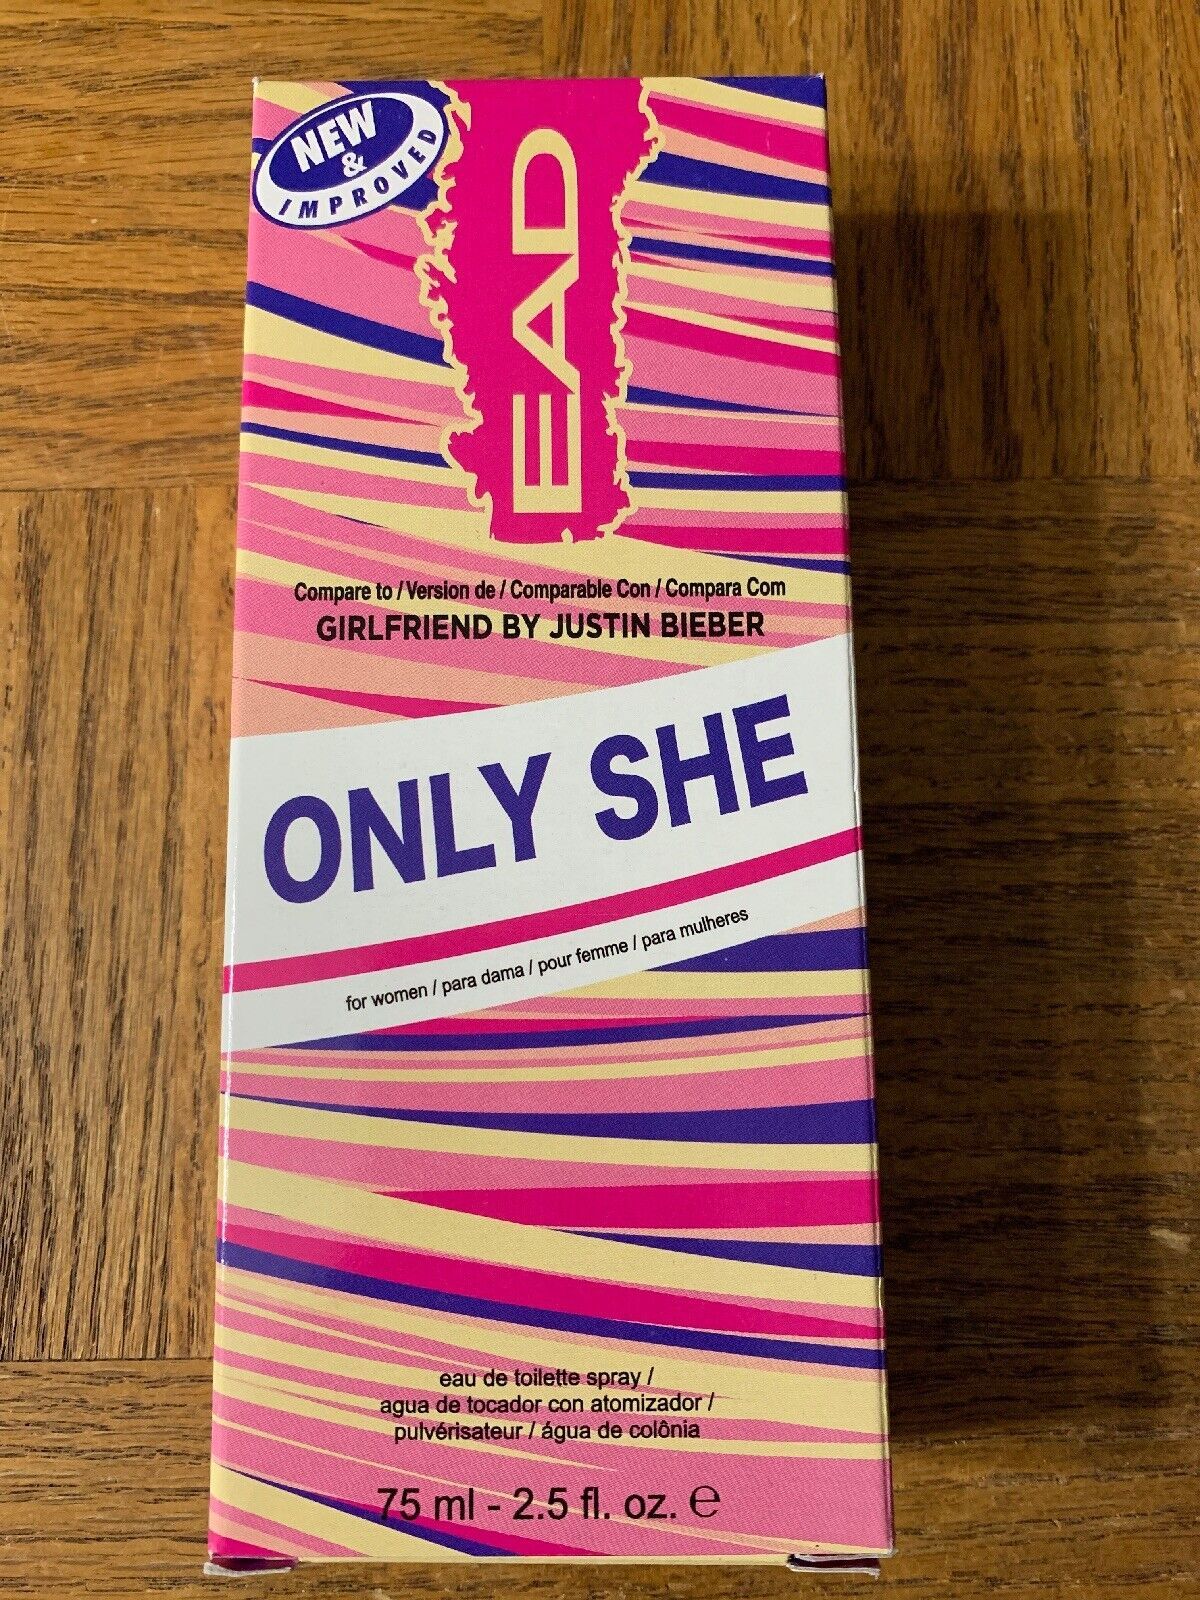 NEW
&
IMPROVED
EAD
Compare to / Version de / Comparable Con / Compara Com
GIRLFRIEND BY JUSTIN BIEBER
ONLY SHE
for women / para dama / pour femme / para mulheres
eau de toilette spray /
agua de tocador con atomizador /
pulvérisateur / água de colônia
75 ml - 2.5 fl. oz. ℮